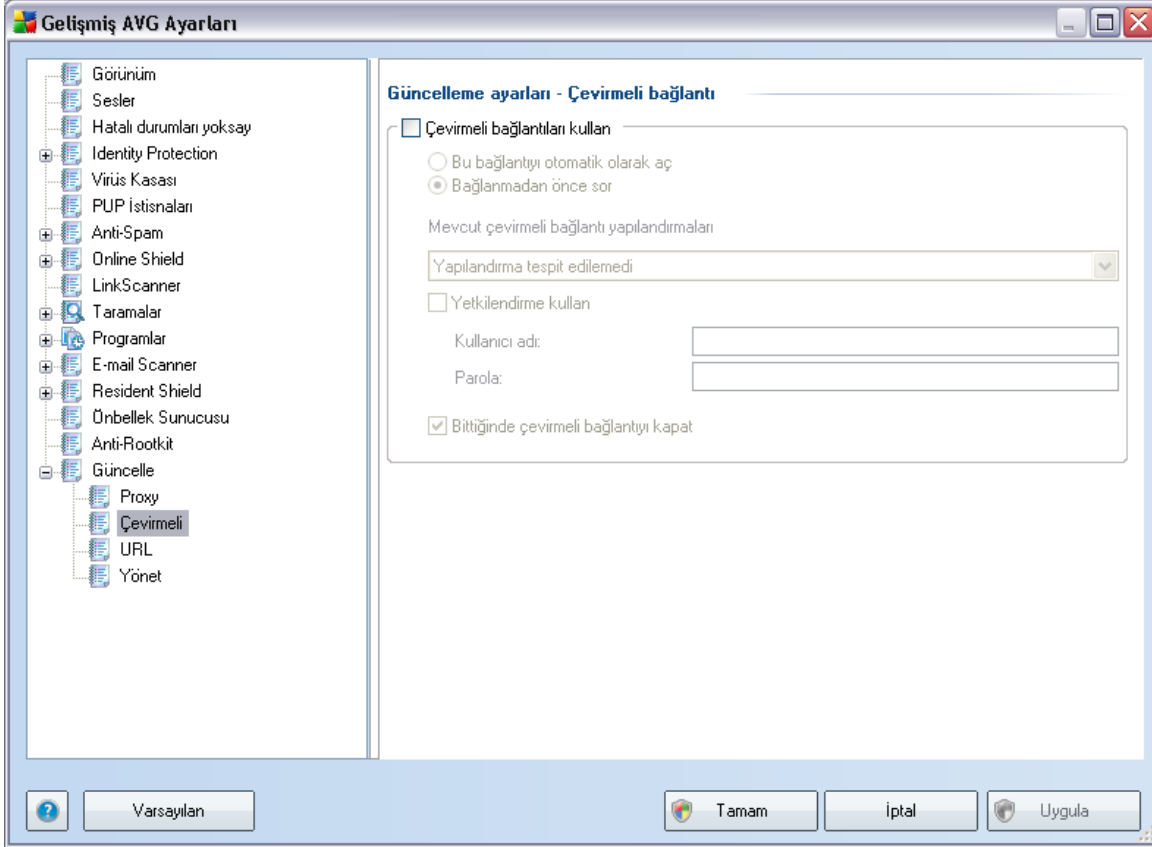 Gelişmiş AVG Ayarları
Görünüm
Sesler
Hatalı durumları yoksay
Identity Protection
Virüs Kasası
PUP İstisnaları
Anti-Spam
Online Shield
LinkScanner
Taramalar
Programlar
E-mail Scanner
Resident Shield
Önbellek Sunucusu
Anti-Rootkit
Güncelle
Proxy
Çevirmeli
URL
Yönet
Güncelleme ayarları - Çevirmeli bağlantı
Çevirmeli bağlantıları kullan
Bu bağlantıyı otomatik olarak aç
Bağlanmadan önce sor
Mevcut çevirmeli bağlantı yapılandırmaları
Yapılandırma tespit edilemedi
Yetkilendirme kullan
Kullanıcı adı:
Parola:
Bittiğinde çevirmeli bağlantıyı kapat
Varsayılan
Tamam
İptal
Uygula